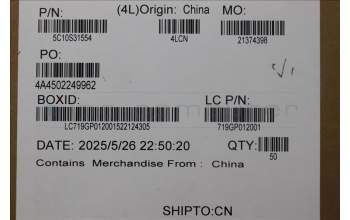 P/N: (4L)Origin: China MO:
5C10S31554 4LCN 21374398
PO:
4A4502249962
BOXID: LC P/N:
LC719GP012001522124305 719GP012001
DATE: 2025/5/26 22:50:20 QTY:
50
Contains Merchandise From : China
SHIPTO:CN